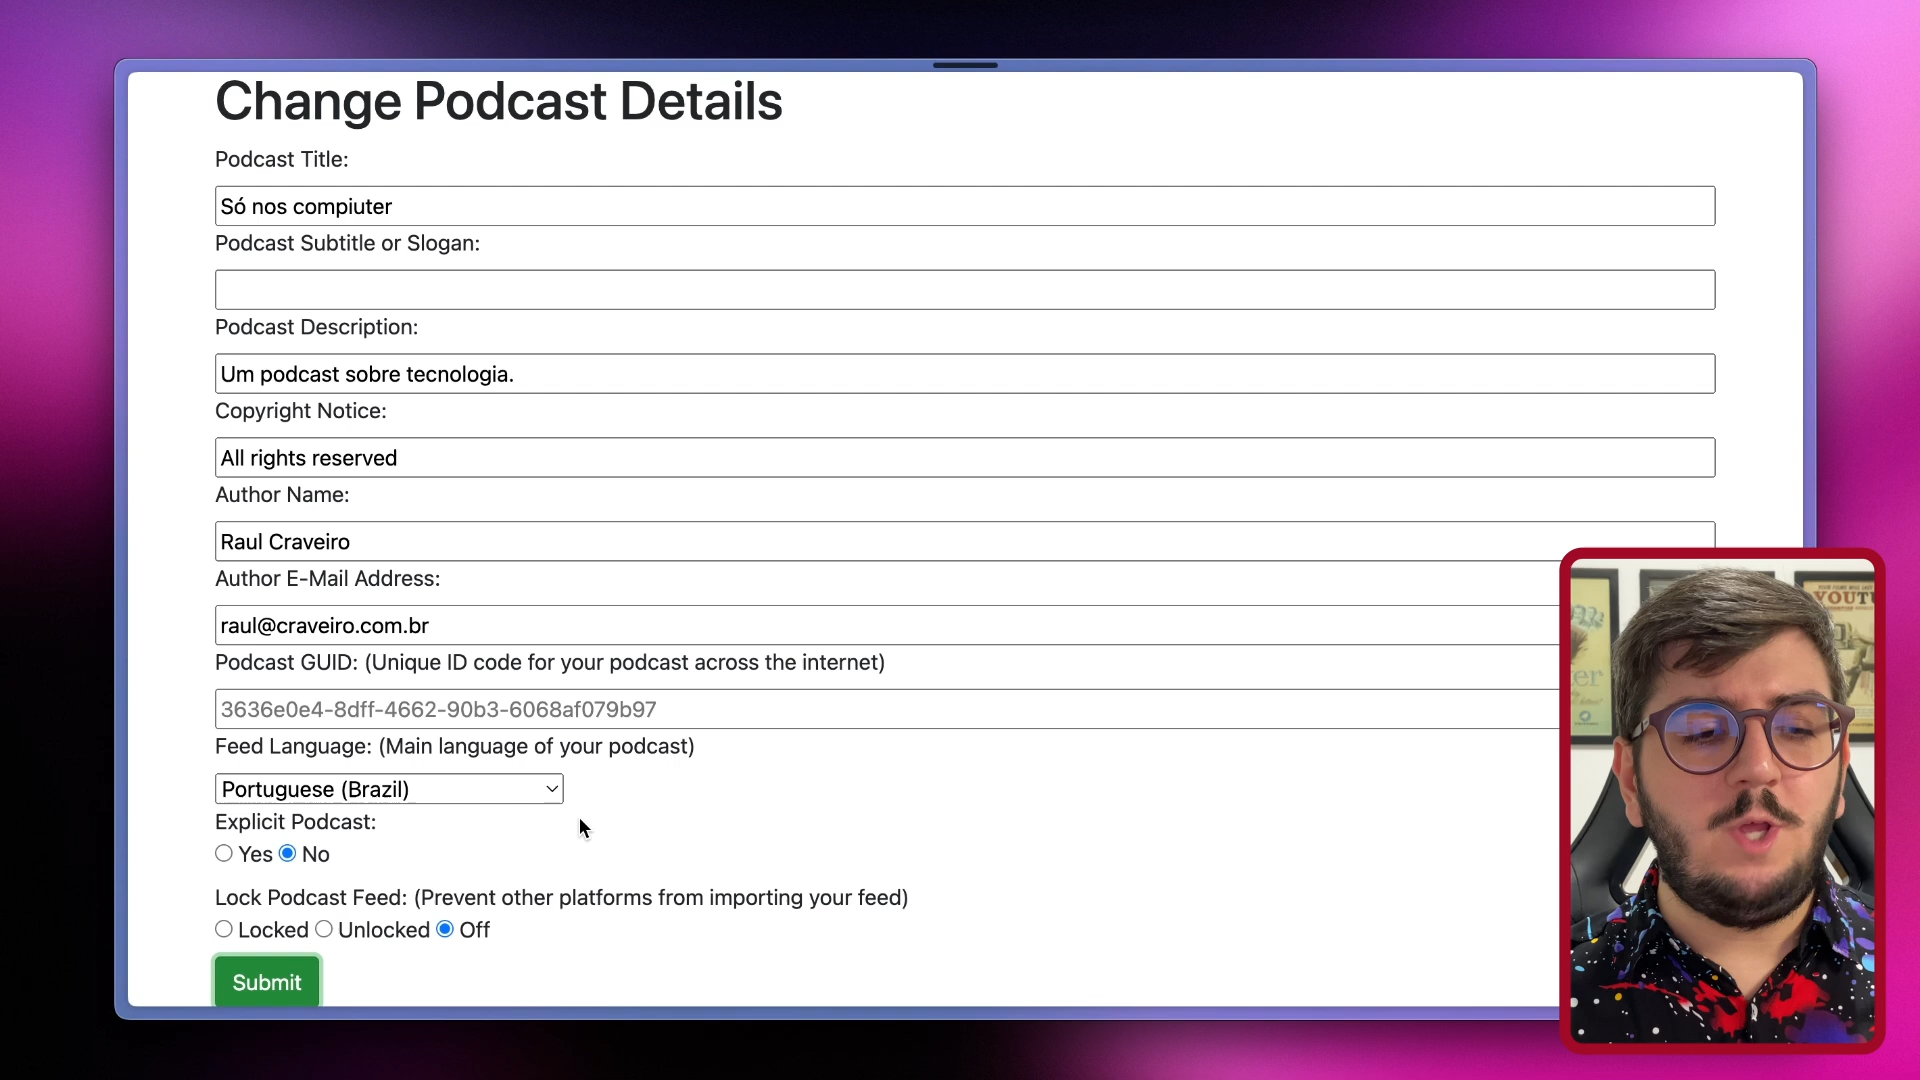 Change Podcast Details
Podcast Title:
Só nos compiuter
Podcast Subtitle or Slogan:
Podcast Description:
Um podcast sobre tecnologia.
Copyright Notice:
All rights reserved
Author Name:
Raul Craveiro
Author E-Mail Address:
raul@craveiro.com.br
Podcast GUID: (Unique ID code for your podcast across the internet)
3636e0e4-8dff-4662-90b3-6068af079b97
Feed Language: (Main language of your podcast)
Portuguese (Brazil)
Explicit Podcast:
Yes No
Lock Podcast Feed: (Prevent other platforms from importing your feed)
Locked Unlocked Off
Submit